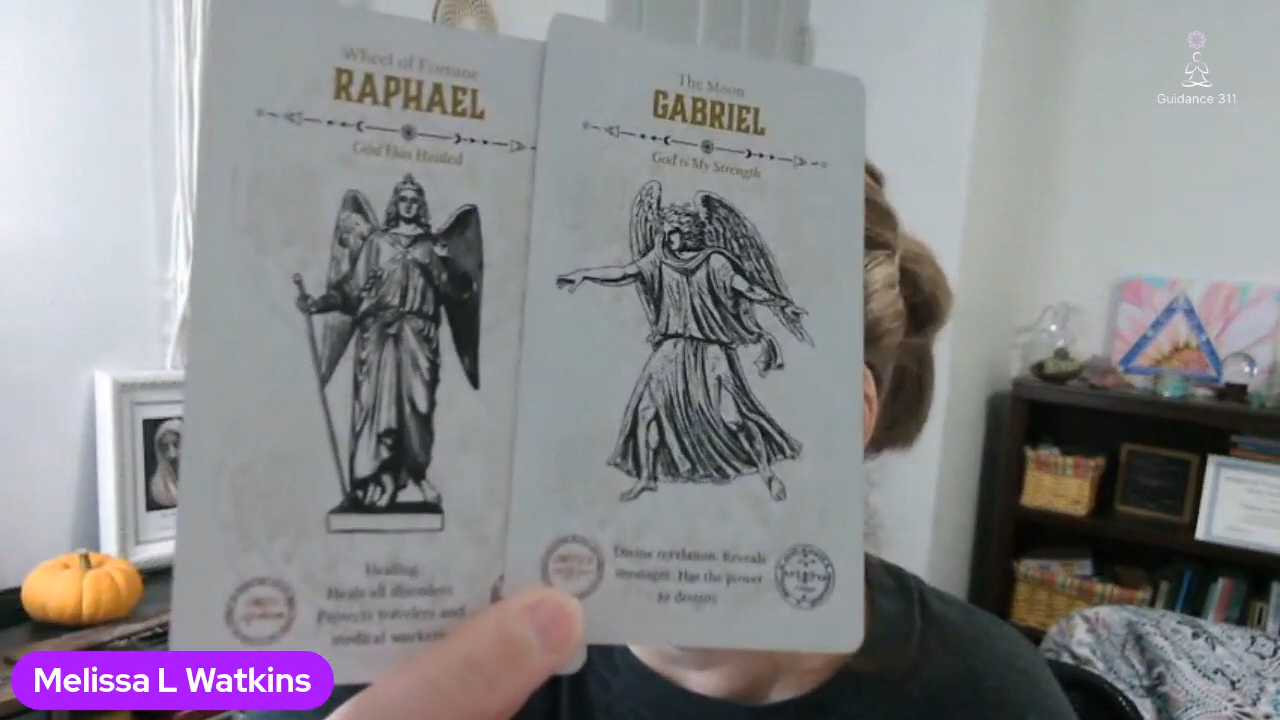 Wheel of Fortune
RAPHAEL
God Has Healed
Healing.
Heals all disorders
Protects travelers and
medical workers
The Moon
GABRIEL
God is My Strength
Divine revelation. Reveals
messages. Has the power
to destroy
Guidance 311
Melissa L Watkins